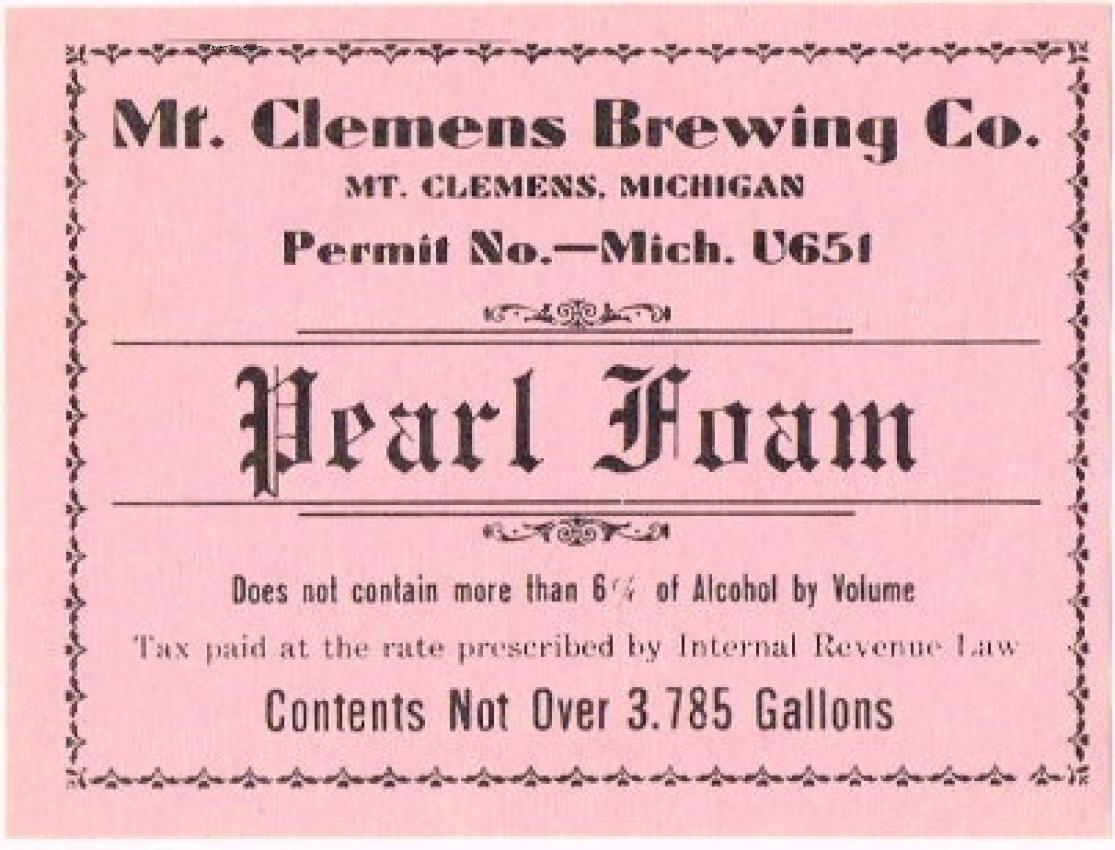 Mt. Clemens Brewing Co.
MT. CLEMENS, MICHIGAN
Permit No.—Mich. U651
Pearl Foam
Does not contain more than 6% of Alcohol by Volume
Tax paid at the rate prescribed by Internal Revenue Law
Contents Not Over 3.785 Gallons